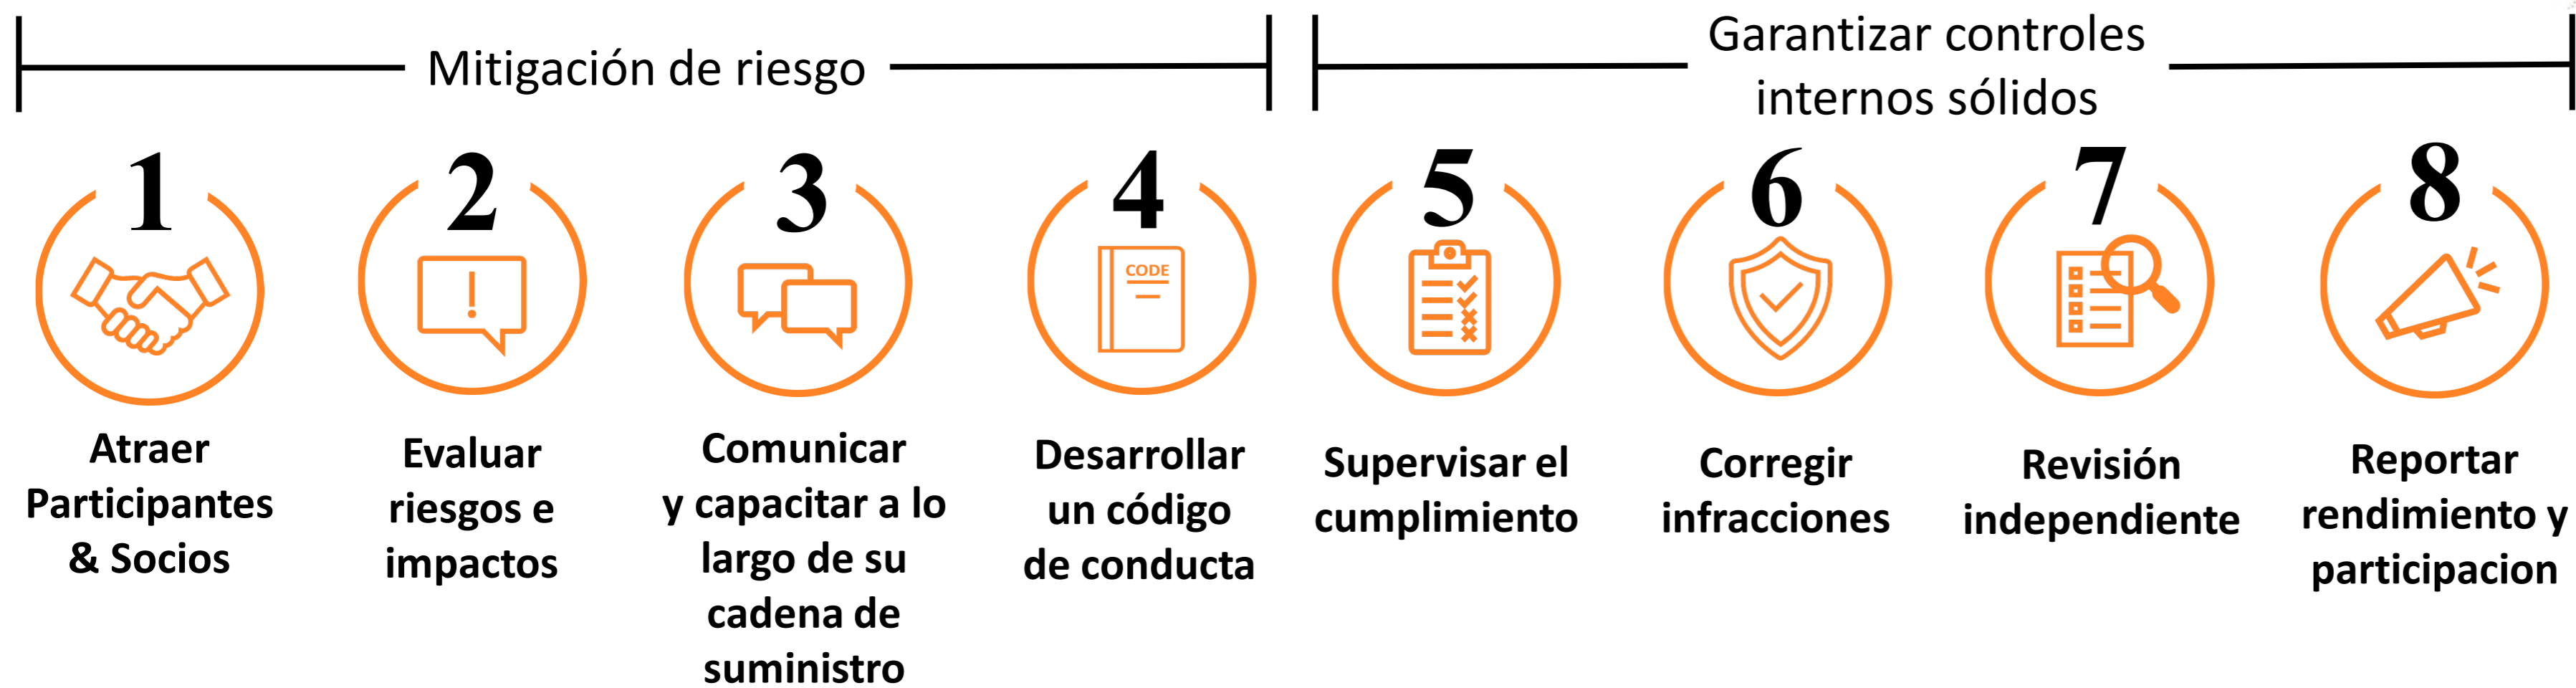 Mitigación de riesgo
Garantizar controles
internos sólidos
1
Atraer
Participantes
& Socios
2
Evaluar
riesgos e
impactos
3
Comunicar
y capacitar a lo
largo de su
cadena de
suministro
4
CODE
Desarrollar
un código
de conducta
5
Supervisar el
cumplimiento
6
Corregir
infracciones
7
Revisión
independiente
8
Reportar
rendimiento y
participacion